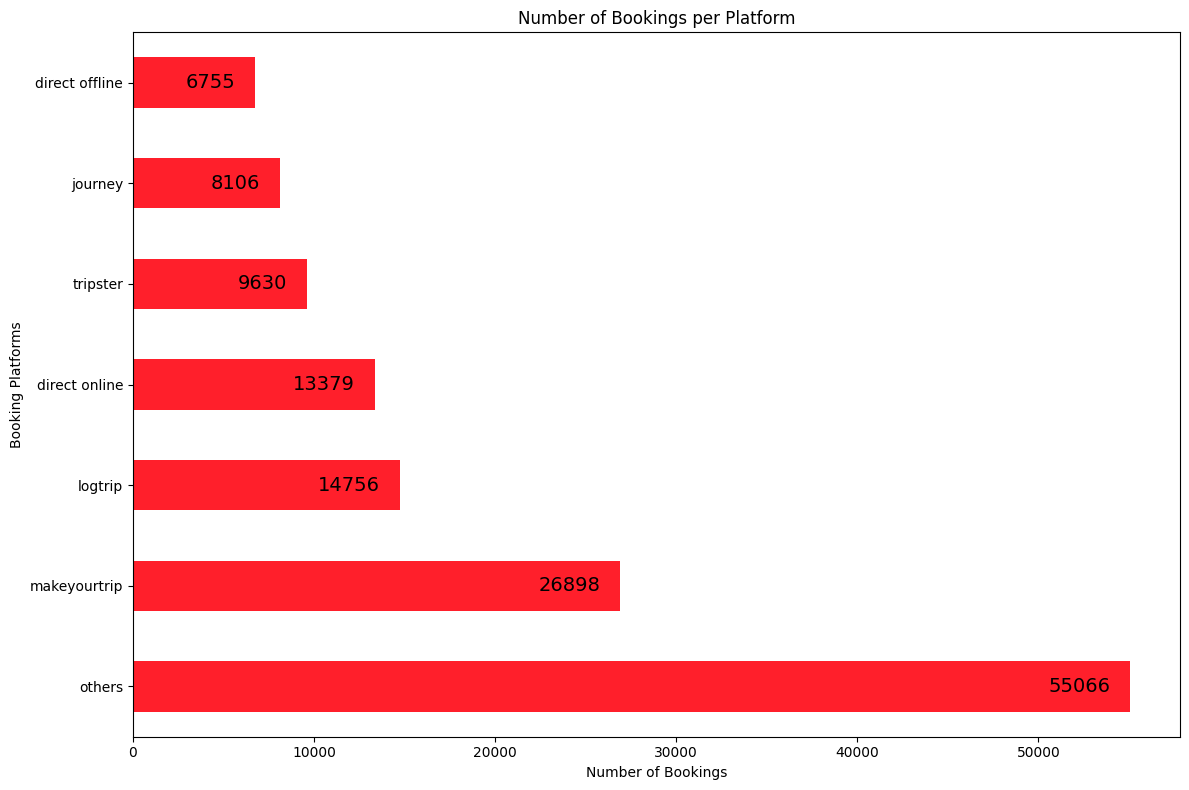 Number of Bookings per Platform
direct offline 6755
journey 8106
tripster 9630
direct online 13379
logtrip 14756
makeyourtrip 26898
others 55066
0 10000 20000 30000 40000 50000
Number of Bookings
Booking Platforms